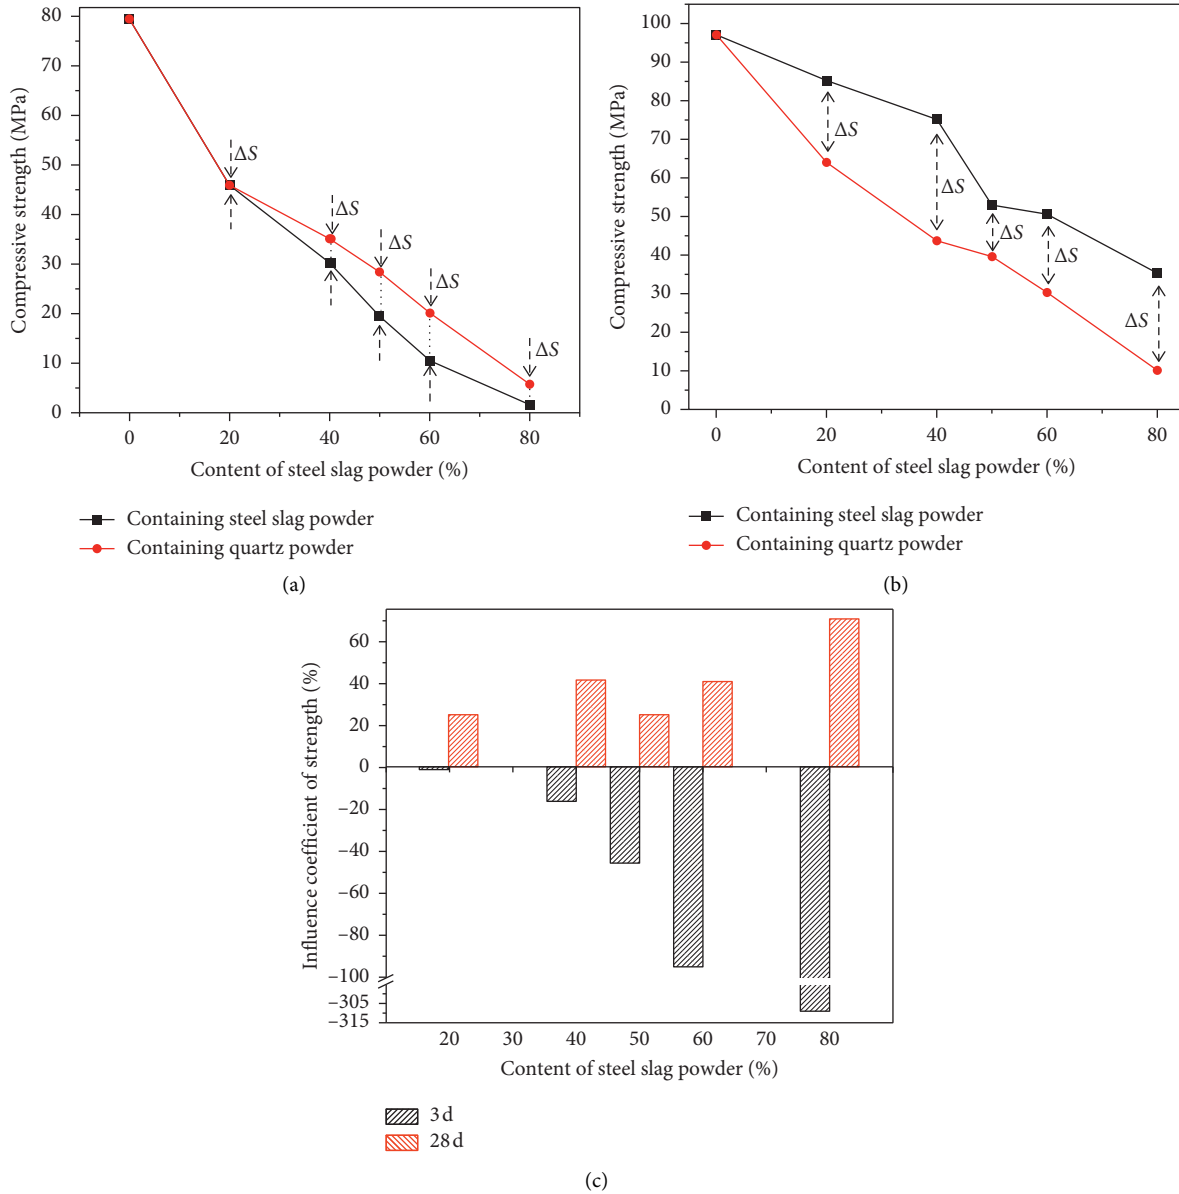 80
70
60
50
40
30
20
10
0
Compressive strength (MPa)
ΔS
ΔS
ΔS
ΔS
ΔS
0 20 40 60 80
Content of steel slag powder (%)
Containing steel slag powder
Containing quartz powder
(a)
100
90
80
70
60
50
40
30
20
10
0
Compressive strength (MPa)
ΔS
ΔS
ΔS
ΔS
ΔS
0 20 40 60 80
Content of steel slag powder (%)
Containing steel slag powder
Containing quartz powder
(b)
60
40
20
0
−20
−40
−60
−80
−100
−305
−315
Influence coefficient of strength (%)
20 30 40 50 60 70 80
Content of steel slag powder (%)
3 d
28 d
(c)